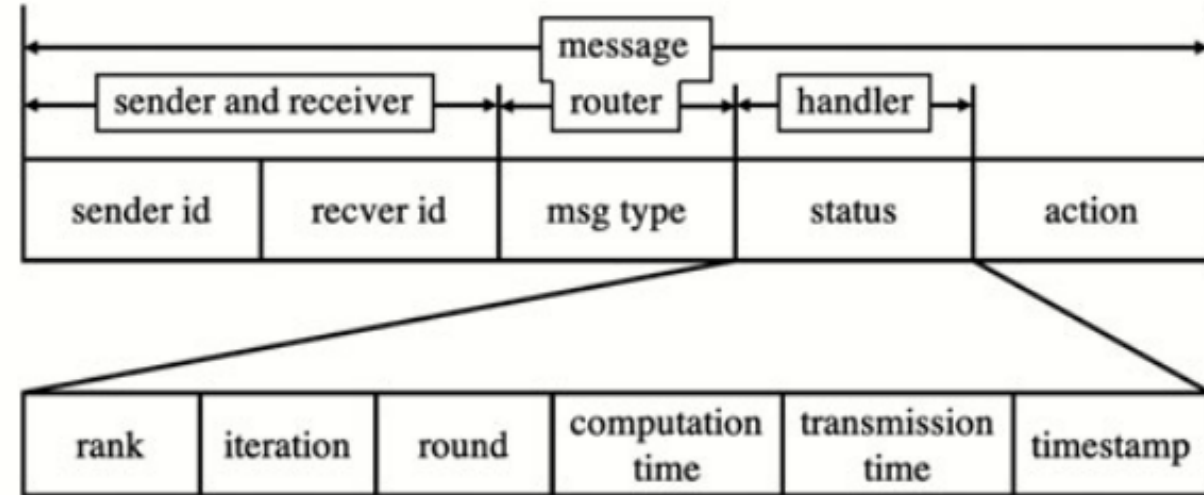 message
sender and receiver
router
handler
sender id
recver id
msg type
status
action
rank
iteration
round
computation
time
transmission
time
timestamp